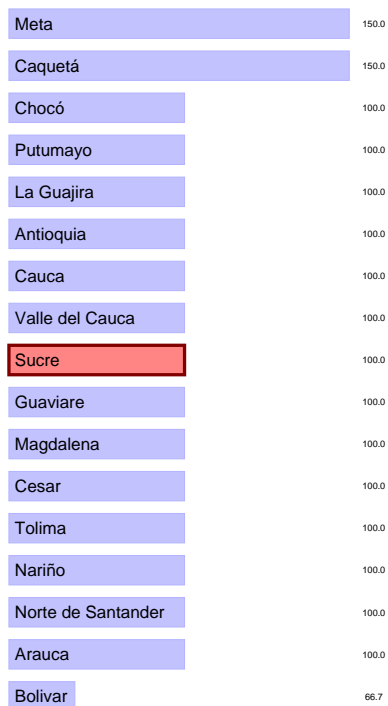 Meta 150.0
Caquetá 150.0
Chocó 100.0
Putumayo 100.0
La Guajira 100.0
Antioquia 100.0
Cauca 100.0
Valle del Cauca 100.0
Sucre 100.0
Guaviare 100.0
Magdalena 100.0
Cesar 100.0
Tolima 100.0
Nariño 100.0
Norte de Santander 100.0
Arauca 100.0
Bolivar 66.7